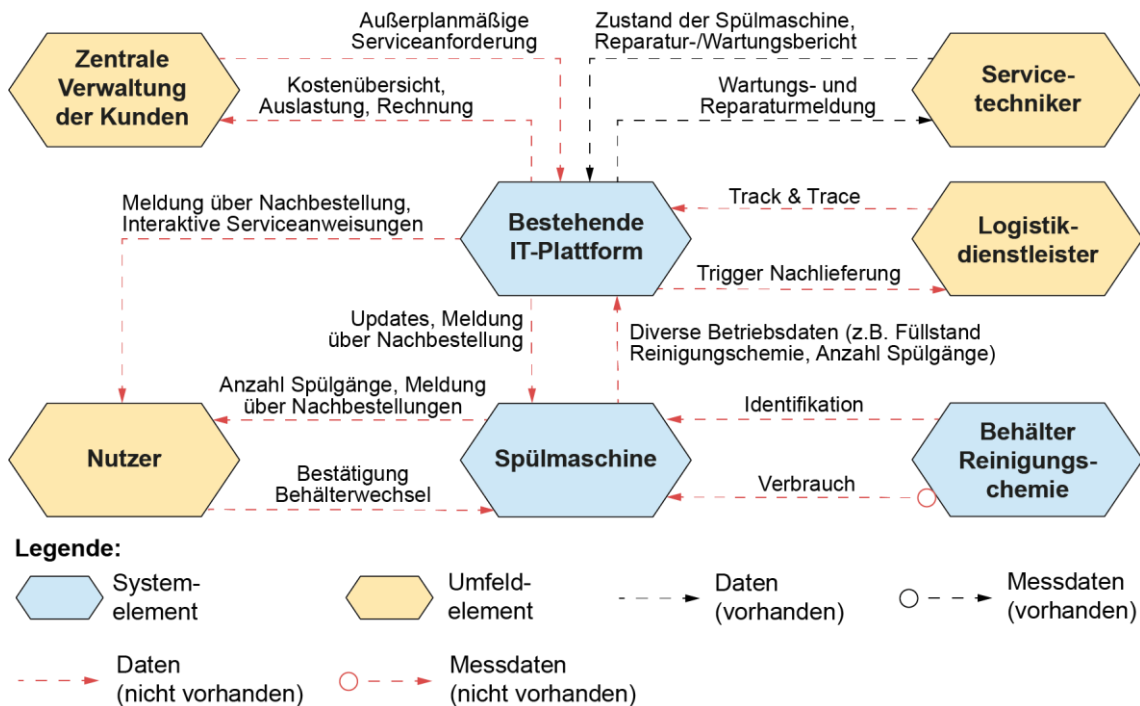 Außerplanmäßige
Serviceanforderung
Zustand der Spülmaschine,
Reparatur-/Wartungsbericht
Zentrale
Verwaltung
der Kunden
Kostenübersicht,
Auslastung, Rechnung
Wartungs- und
Reparaturmeldung
Service-
techniker
Meldung über Nachbestellung,
Interaktive Serviceanweisungen
Bestehende
IT-Plattform
Track & Trace
Logistik-
dienstleister
Trigger Nachlieferung
Updates, Meldung
über Nachbestellung
Diverse Betriebsdaten (z.B. Füllstand
Reinigungschemie, Anzahl Spülgänge)
Anzahl Spülgänge, Meldung
über Nachbestellungen
Identifikation
Nutzer
Spülmaschine
Behälter
Reinigungs-
chemie
Bestätigung
Behälterwechsel
Verbrauch
Legende:
System-
element
Umfeld-
element
Daten
(vorhanden)
Messdaten
(vorhanden)
Daten
(nicht vorhanden)
Messdaten
(nicht vorhanden)